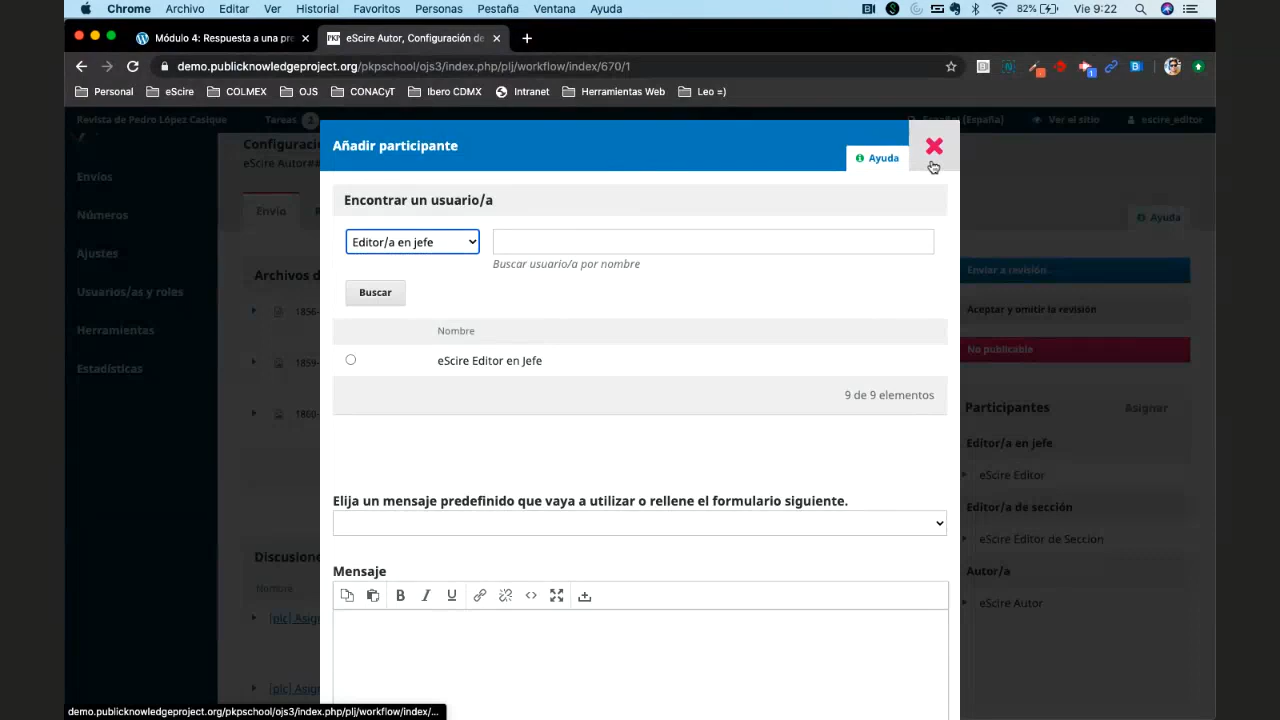 Chrome Archivo Editar Ver Historial Favoritos Personas Pestaña Ventana Ayuda 82% Vie 9:22
Módulo 4: Respuesta a una pr
eScire Autor, Configuración de
demo.publicknowledgeproject.org/pkpschool/ojs3/index.php/plj/workflow/index/670/1
Personal eScire COLMEX OJS CONACyT Ibero CDMX Intranet Herramientas Web Leo =)
Revista de Pedro López Casique Tareas Español (España) Ver el sitio escire_editor
Configuració
eScire Autor##
Añadir participante
Ayuda
Envíos
Números
Ajustes
Usuarios/as y roles
Herramientas
Estadísticas
Envío
Ayuda
Archivos d
1856-
1859-
1860-
Encontrar un usuario/a
Editor/a en jefe
Buscar usuario/a por nombre
Buscar
Nombre
eScire Editor en Jefe
9 de 9 elementos
Elija un mensaje predefinido que vaya a utilizar o rellene el formulario siguiente.
Mensaje
B I U
Enviar a revisión
Aceptar y omitir la revisión
No publicable
Participantes Asignar
Editor/a en jefe
eScire Editor
Editor/a de sección
eScire Editor de Sección
Autor/a
eScire Autor
Discusione
Nombre
[plc] Asig
[plc] Asig
demo.publicknowledgeproject.org/pkpschool/ojs3/index.php/plj/workflow/index/...